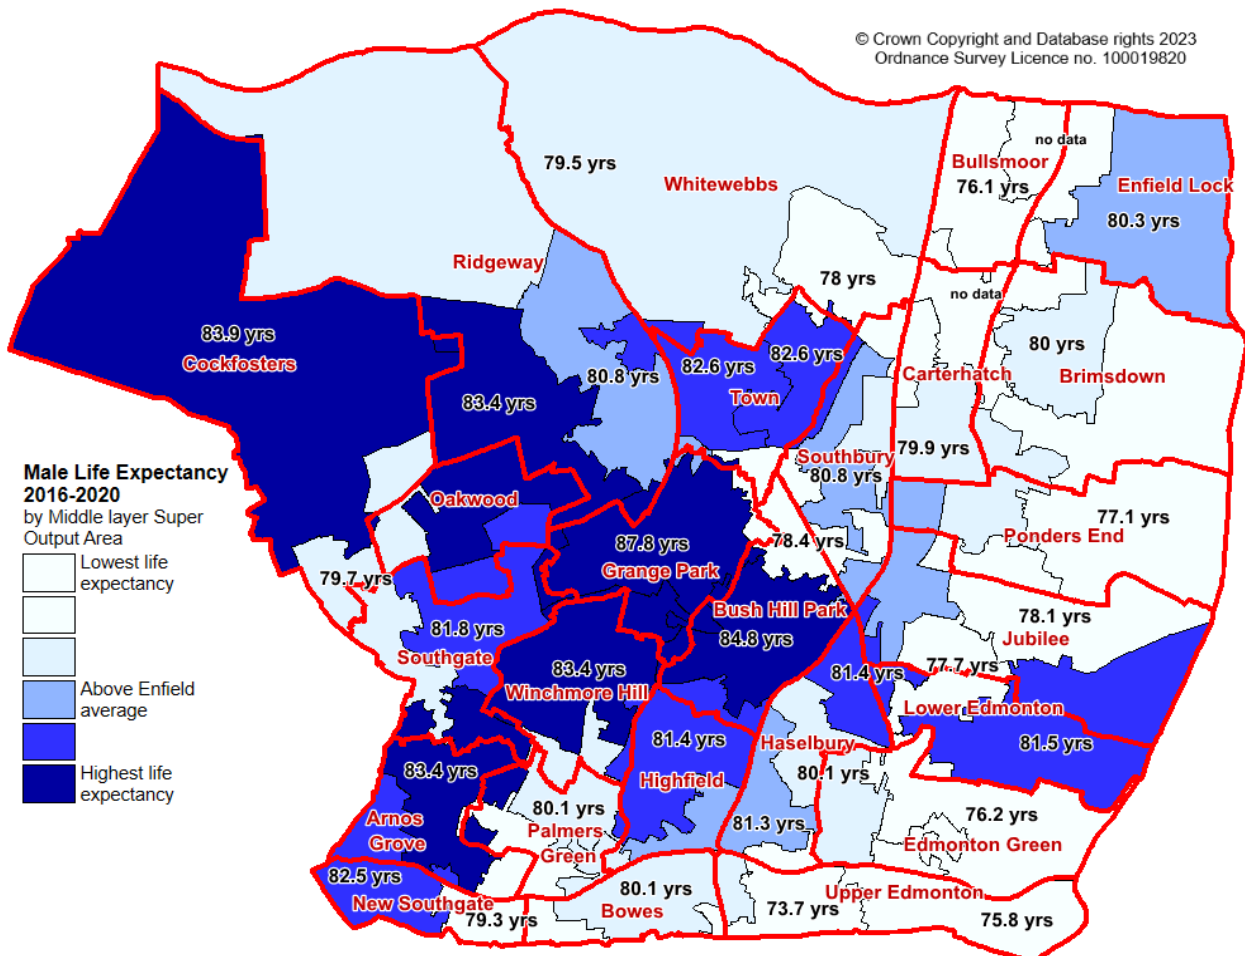 © Crown Copyright and Database rights 2023
Ordnance Survey Licence no. 100019820
no data
Bullsmoor
79.5 yrs
Whitewebbs
76.1 yrs
Enfield Lock
80.3 yrs
Ridgeway
78 yrs
no data
83.9 yrs
Cockfosters
80 yrs
82.6 yrs
82.6 yrs
80.8 yrs
Carterhatch
Brimsdown
83.4 yrs
Town
79.9 yrs
Southbury
80.8 yrs
Male Life Expectancy
2016-2020
by Middle layer Super
Output Area
Lowest life
expectancy
Above Enfield
average
Highest life
expectancy
Oakwood
77.1 yrs
Ponders End
87.8 yrs
78.4 yrs
Grange Park
79.7 yrs
Bush Hill Park
78.1 yrs
Jubilee
81.8 yrs
84.8 yrs
Southgate
83.4 yrs
Winchmore Hill
77.7 yrs
81.4 yrs
Lower Edmonton
81.4 yrs
Haselbury
81.5 yrs
83.4 yrs
80.1 yrs
Highfield
80.1 yrs
76.2 yrs
Arnos
Grove
Palmers
Green
81.3 yrs
Edmonton Green
82.5 yrs
80.1 yrs
Upper Edmonton
New Southgate
79.3 yrs
Bowes
73.7 yrs
75.8 yrs